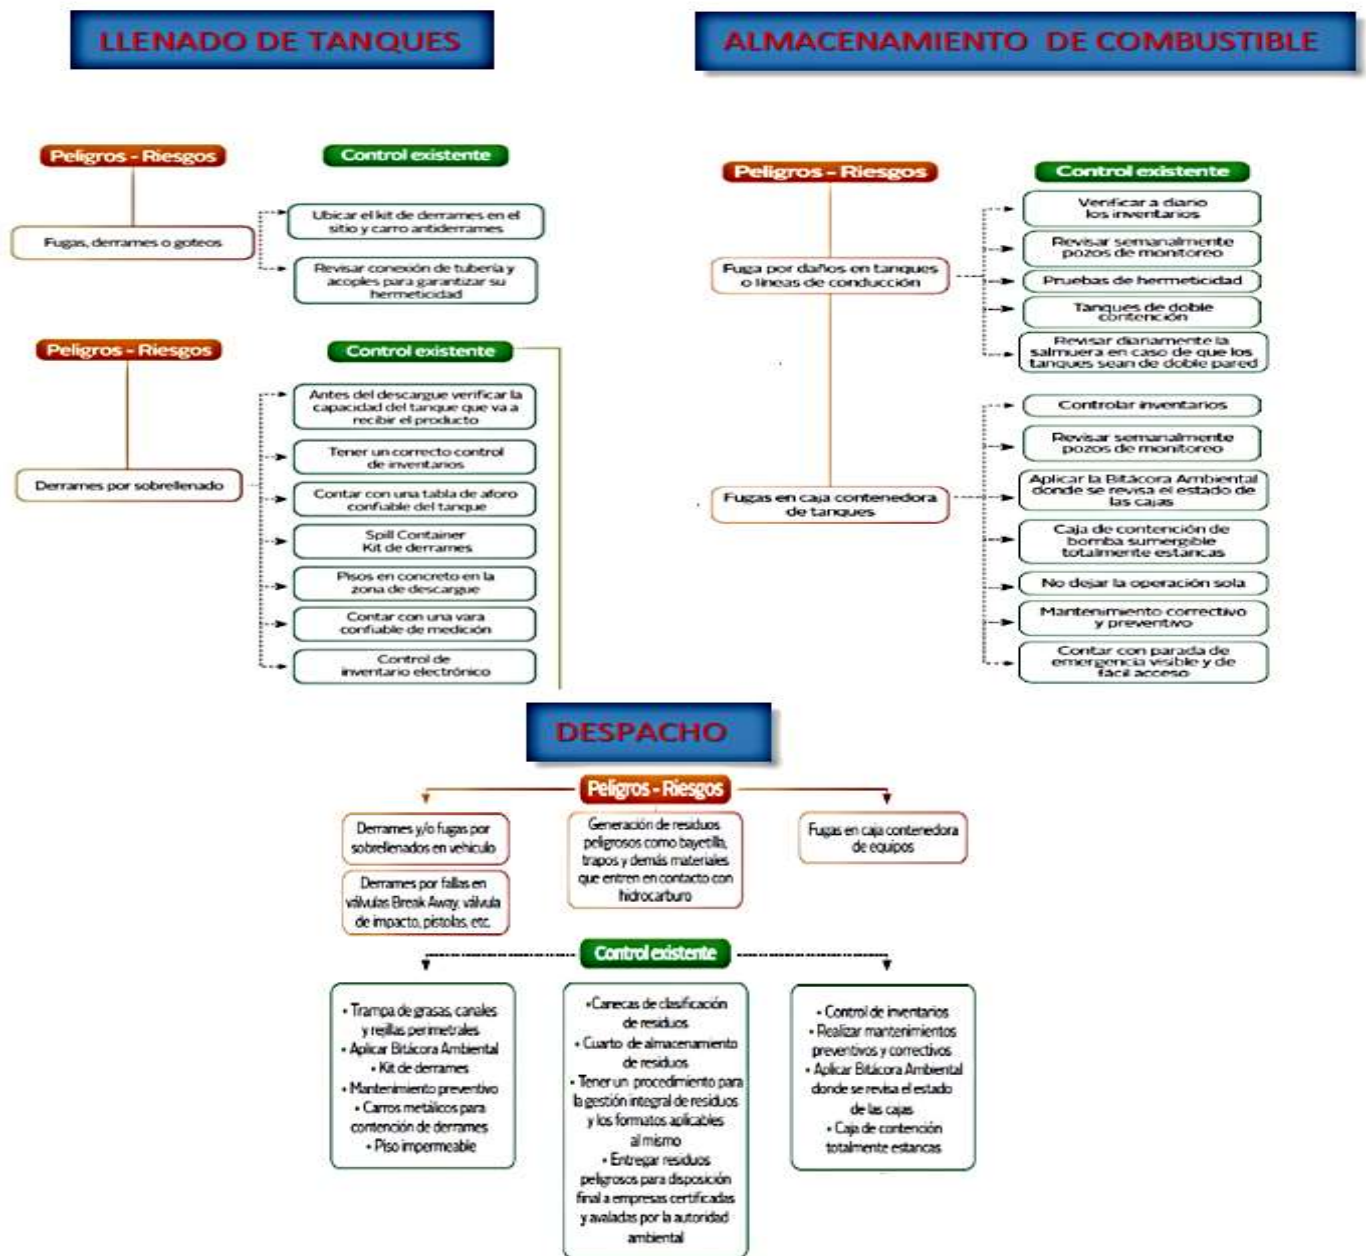 LLENADO DE TANQUES
Peligros - Riesgos
Control existente
Fugas, derrames o goteos
Ubicar el kit de derrames en el
sitio y carro antiderrames
Revisar conexión de tubería y
acoples para garantizar su
hermeticidad
Peligros - Riesgos
Control existente
Derrames por sobrellenado
Antes del descargue verificar la
capacidad del tanque que va a
recibir el producto
Tener un correcto control
de inventarios
Contar con una tabla de aforo
confiable del tanque
Spill Container
Kit de derrames
Pisos en concreto en la
zona de descargue
Contar con una vara
confiable de medición
Control de
inventario electrónico
ALMACENAMIENTO DE COMBUSTIBLE
Peligros - Riesgos
Control existente
Fuga por daños en tanques
o líneas de conducción
Verificar a diario
los inventarios
Revisar semanalmente
pozos de monitoreo
Pruebas de hermeticidad
Tanques de doble
contención
Revisar diariamente la
salmuera en caso de que los
tanques sean de doble pared
Fugas en caja contenedora
de tanques
Controlar inventarios
Revisar semanalmente
pozos de monitoreo
Aplicar la Bitácora Ambiental
donde se revisa el estado de
las cajas
Caja de contención de
bomba sumergible
totalmente estancas
No dejar la operación sola
Mantenimiento correctivo
y preventivo
Contar con parada de
emergencia visible y de
fácil acceso
DESPACHO
Peligros - Riesgos
Derrames y/o fugas por
sobrellenados en vehículo
Derrames por fallas en
válvulas Break Away, válvula
de impacto, pistolas, etc.
Generación de residuos
peligrosos como bayetilla,
trapos y demás materiales
que entren en contacto con
hidrocarburo
Fugas en caja contenedora
de equipos
Control existente
• Trampa de grasas, canales
y rejillas perimetrales
• Aplicar Bitácora Ambiental
• Kit de derrames
• Mantenimiento preventivo
• Carros metálicos para
contención de derrames
• Piso impermeable
• Canecas de clasificación
de residuos
• Cuarto de almacenamiento
de residuos
• Tener un procedimiento para
la gestión integral de residuos
y los formatos aplicables
al mismo
• Entregar residuos
peligrosos para disposición
final a empresas certificadas
y avaladas por la autoridad
ambiental
• Control de inventarios
• Realizar mantenimientos
preventivos y correctivos
• Aplicar Bitácora Ambiental
donde se revisa el estado
de las cajas
• Caja de contención
totalmente estancas